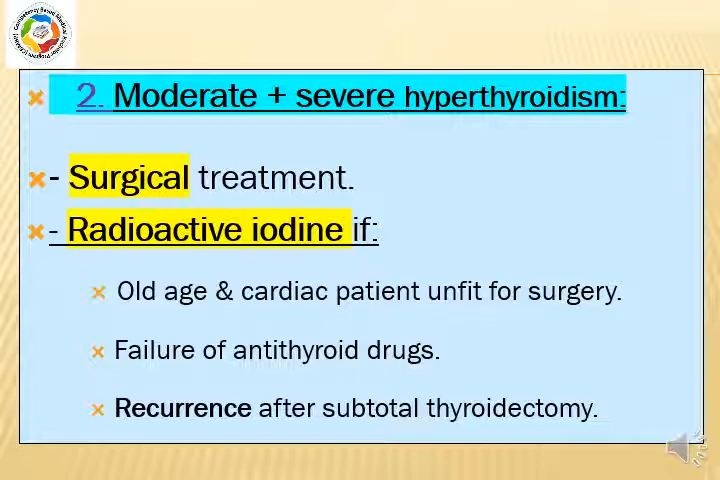 2. Moderate + severe hyperthyroidism:
- Surgical treatment.
- Radioactive iodine if:
Old age & cardiac patient unfit for surgery.
Failure of antithyroid drugs.
Recurrence after subtotal thyroidectomy.